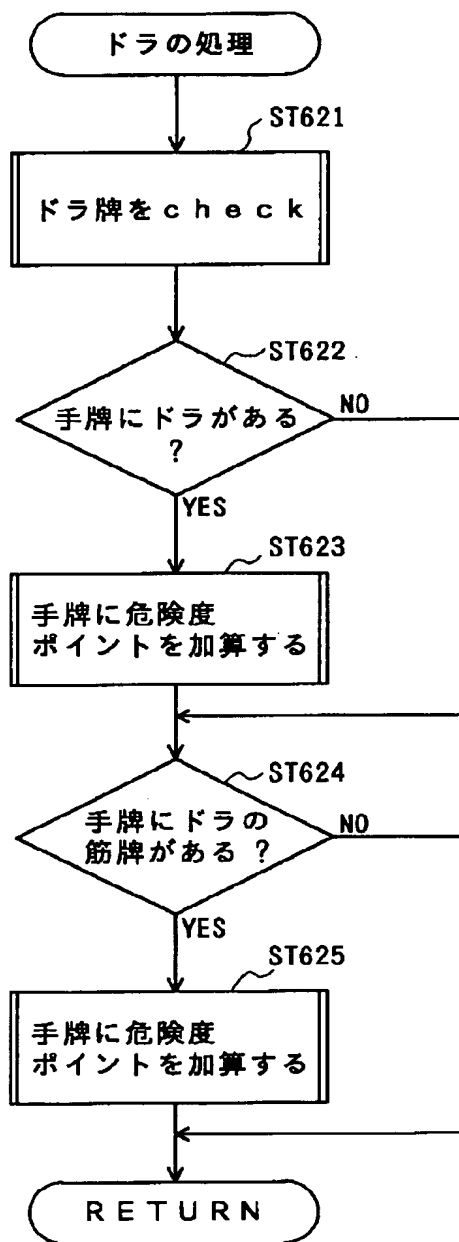 ドラの処理
ST621
ドラ牌をcheck
ST622
手牌にドラがある
?
NO
YES
ST623
手牌に危険度
ポイントを加算する
ST624
手牌にドラの
筋牌がある?
NO
YES
ST625
手牌に危険度
ポイントを加算する
RETURN